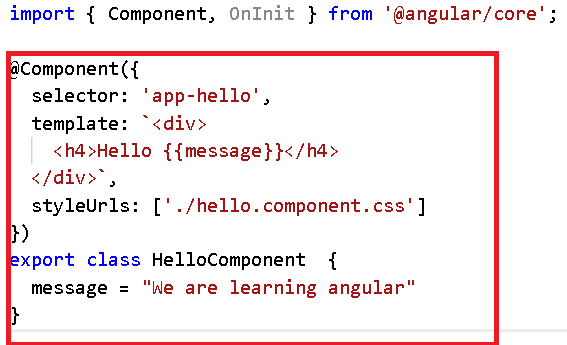 import { Component, OnInit } from '@angular/core';
@Component({
selector: 'app-hello',
template: `<div>
<h4>Hello {{message}}</h4>
</div>`,
styleUrls: ['./hello.component.css']
})
export class HelloComponent  {
message = "We are learning angular"
}